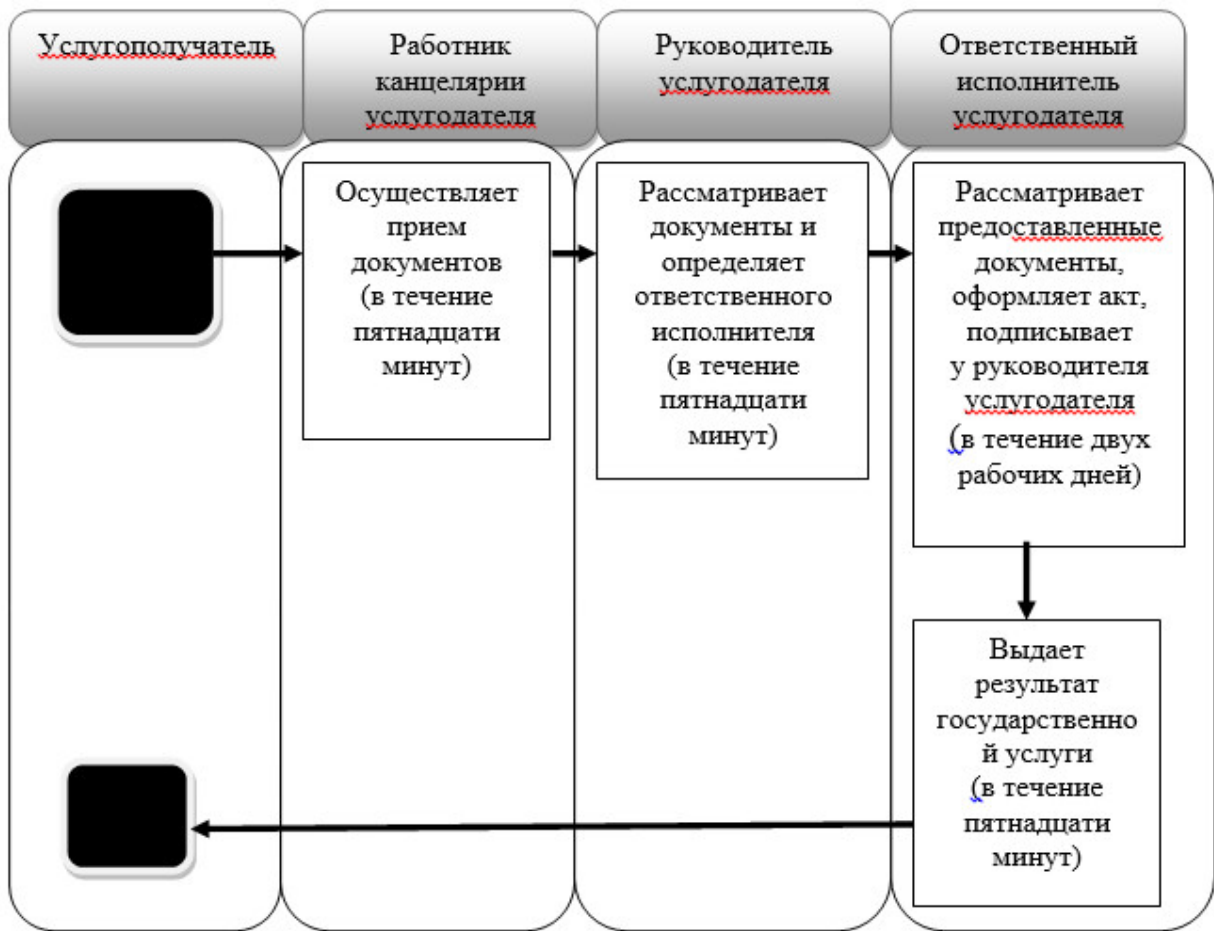 Услугополучатель
Работник
канцелярии
услугодателя
Руководитель
услугодателя
Ответственный
исполнитель
услугодателя
Осуществляет
прием
документов
(в течение
пятнадцати
минут)
Рассматривает
документы и
определяет
ответственного
исполнителя
(в течение
пятнадцати
минут)
Рассматривает
предоставленные
документы,
оформляет акт,
подписывает
у руководителя
услугодателя
(в течение двух
рабочих дней)
Выдает
результат
государственно
й услуги
(в течение
пятнадцати
минут)